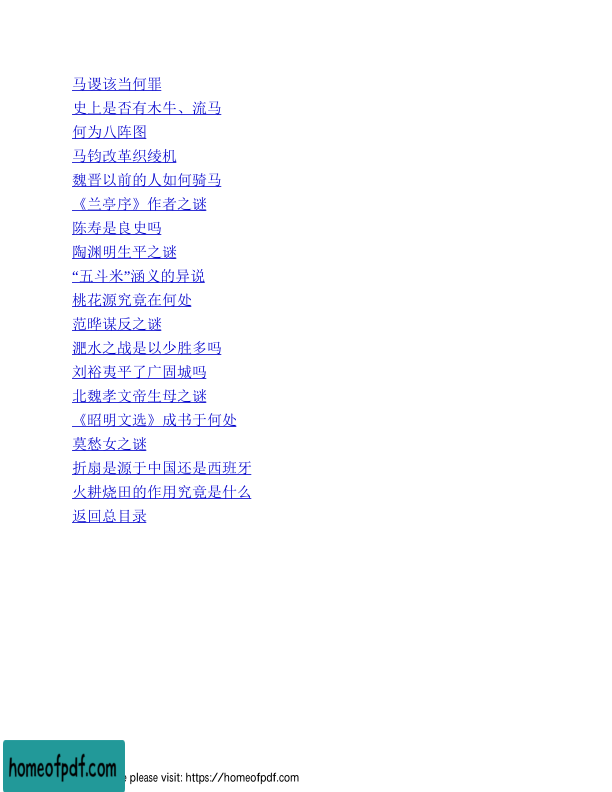 马谡该当何罪
史上是否有木牛、流马
何为八阵图
马钧改革织绫机
魏晋以前的人如何骑马
《兰亭序》作者之谜
陈寿是良史吗
陶渊明生平之谜
“五斗米”涵义的异说
桃花源究竟在何处
范晔谋反之谜
淝水之战是以少胜多吗
刘裕夷平了广固城吗
北魏孝文帝生母之谜
《昭明文选》成书于何处
莫愁女之谜
折扇是源于中国还是西班牙
火耕烧田的作用究竟是什么
返回总目录
homeofpdf.com
e please visit: https://homeofpdf.com